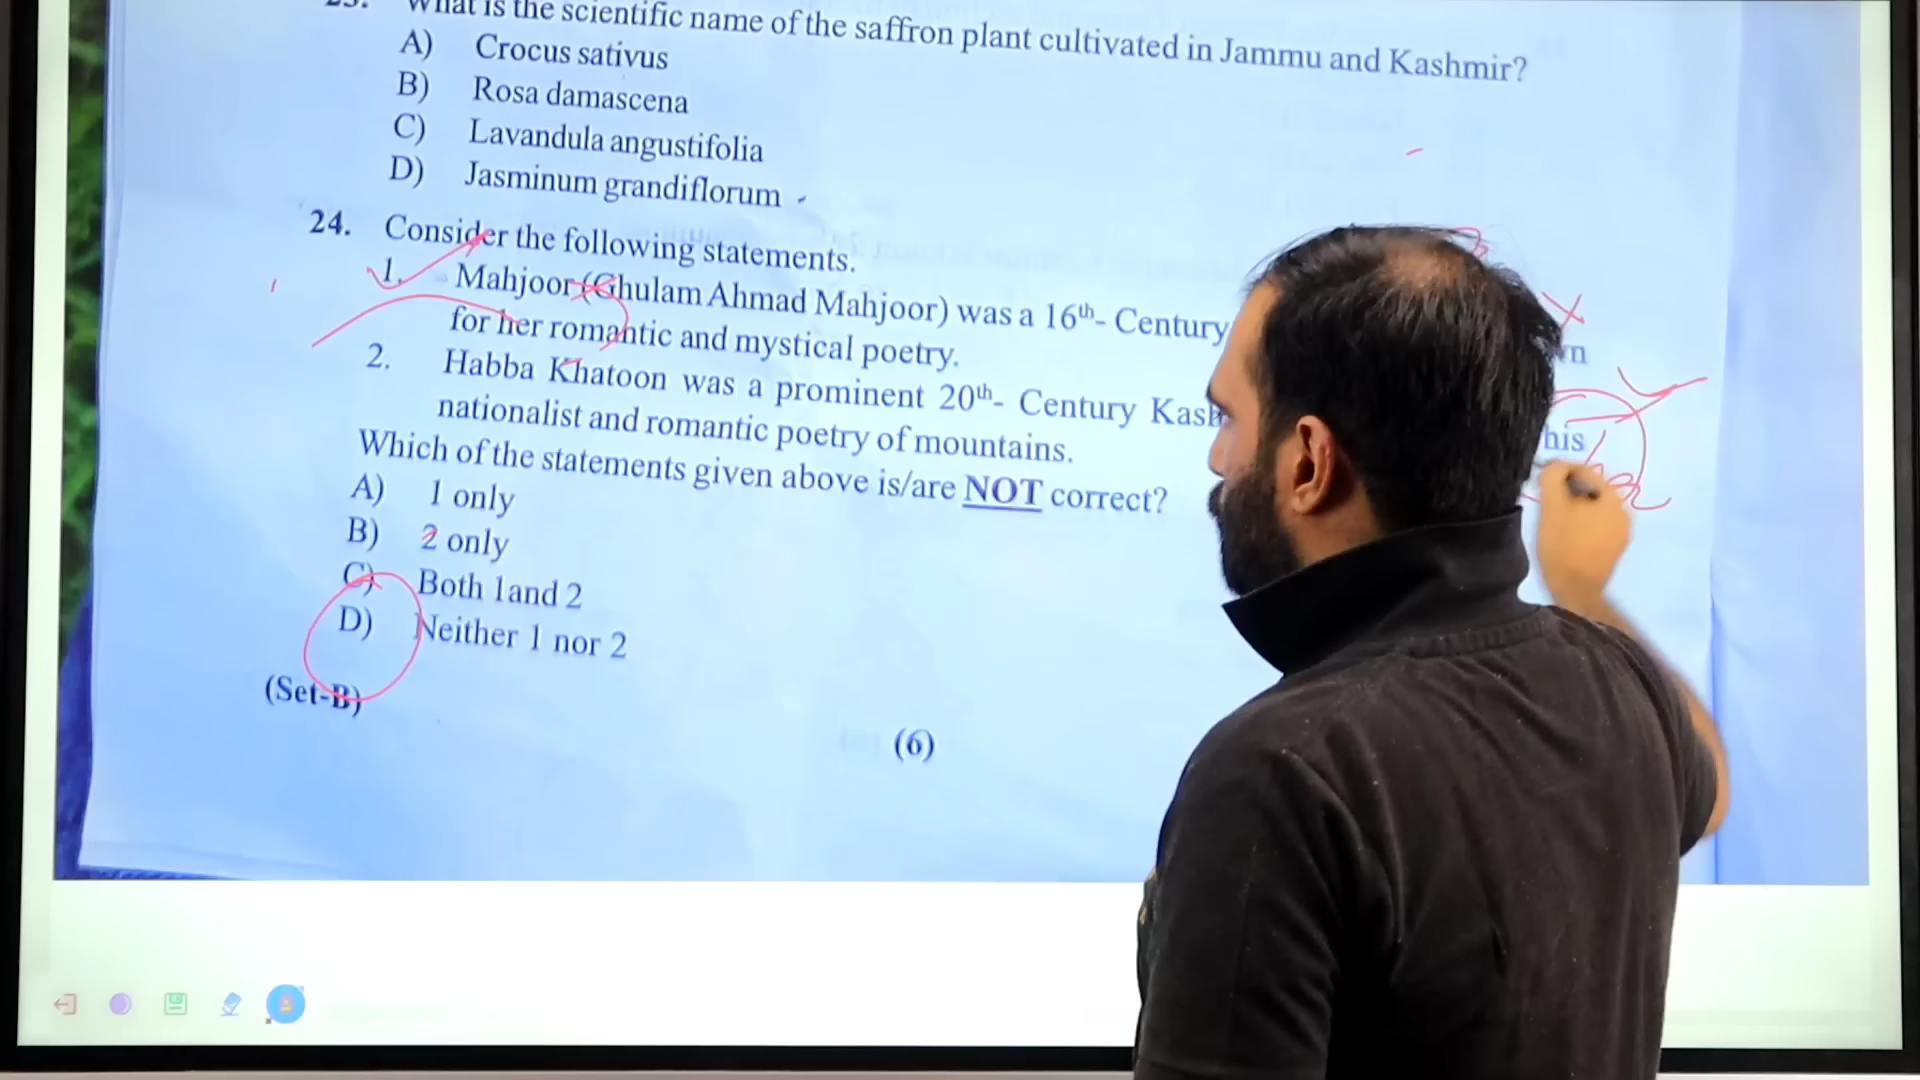 What is the scientific name of the saffron plant cultivated in Jammu and Kashmir?
A) Crocus sativus
B) Rosa damascena
C) Lavandula angustifolia
D) Jasminum grandiflorum
24. Consider the following statements.
1. Mahjoor (Ghulam Ahmad Mahjoor) was a 16th- Century
for her romantic and mystical poetry.
2. Habba Khatoon was a prominent 20th- Century his
nationalist and romantic poetry of mountains.
Which of the statements given above is/are NOT correct?
A) 1 only
B) 2 only
C) Both 1and 2
D) Neither 1 nor 2
(Set-B)
(6)